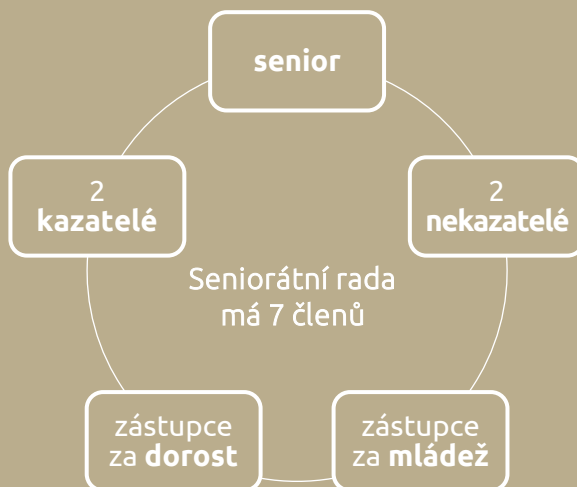 senior
2
kazatelé
2
nekazatelé
Seniorátní rada
má 7 členů
zástupce
za dorost
zástupce
za mládež